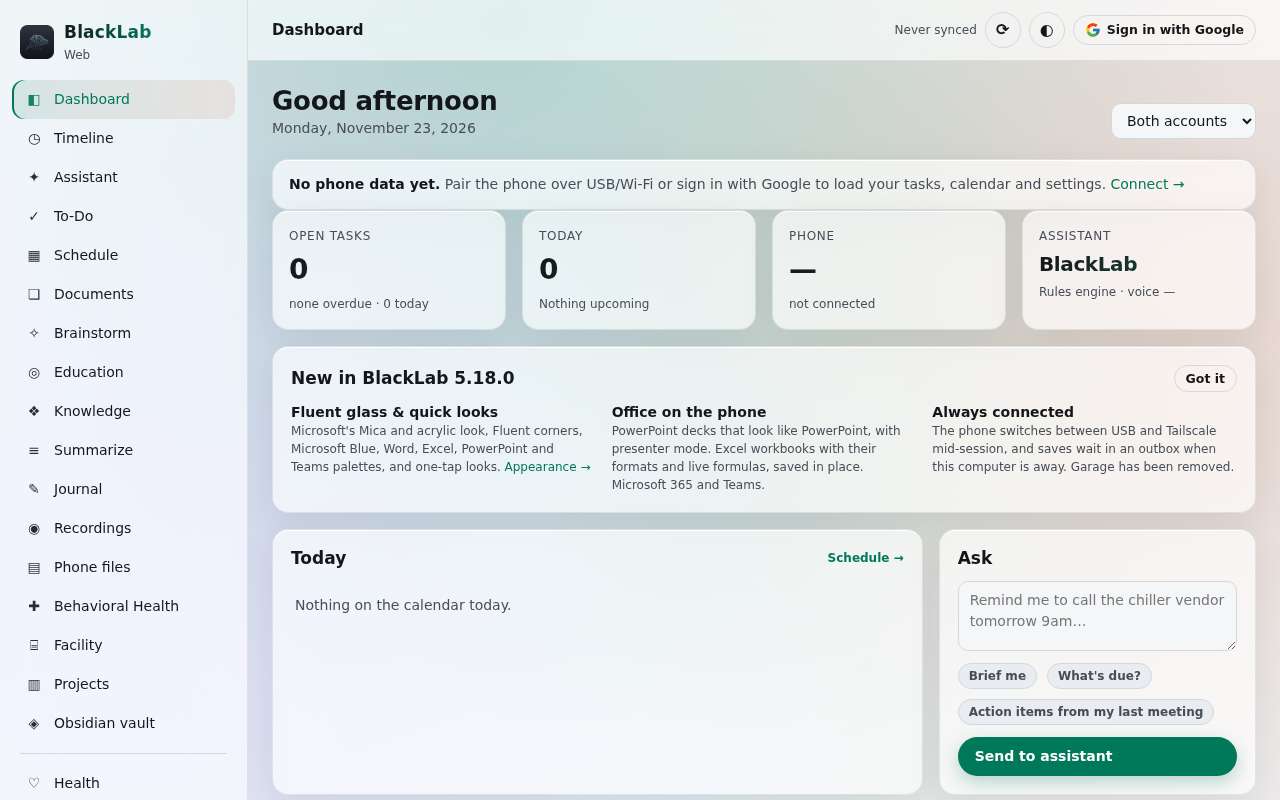 BlackLab
Web
Dashboard
Timeline
Assistant
To-Do
Schedule
Documents
Brainstorm
Education
Knowledge
Summarize
Journal
Recordings
Phone files
Behavioral Health
Facility
Projects
Obsidian vault
Health
Dashboard
Never synced
Sign in with Google
Good afternoon
Monday, November 23, 2026
Both accounts
No phone data yet. Pair the phone over USB/Wi-Fi or sign in with Google to load your tasks, calendar and settings. Connect →
OPEN TASKS
0
none overdue · 0 today
TODAY
0
Nothing upcoming
PHONE
—
not connected
ASSISTANT
BlackLab
Rules engine · voice —
New in BlackLab 5.18.0
Got it
Fluent glass & quick looks
Microsoft's Mica and acrylic look, Fluent corners,
Microsoft Blue, Word, Excel, PowerPoint and
Teams palettes, and one-tap looks. Appearance →
Office on the phone
PowerPoint decks that look like PowerPoint, with
presenter mode. Excel workbooks with their
formats and live formulas, saved in place.
Microsoft 365 and Teams.
Always connected
The phone switches between USB and Tailscale
mid-session, and saves wait in an outbox when
this computer is away. Garage has been removed.
Today
Schedule →
Nothing on the calendar today.
Ask
Remind me to call the chiller vendor
tomorrow 9am...
Brief me
What's due?
Action items from my last meeting
Send to assistant